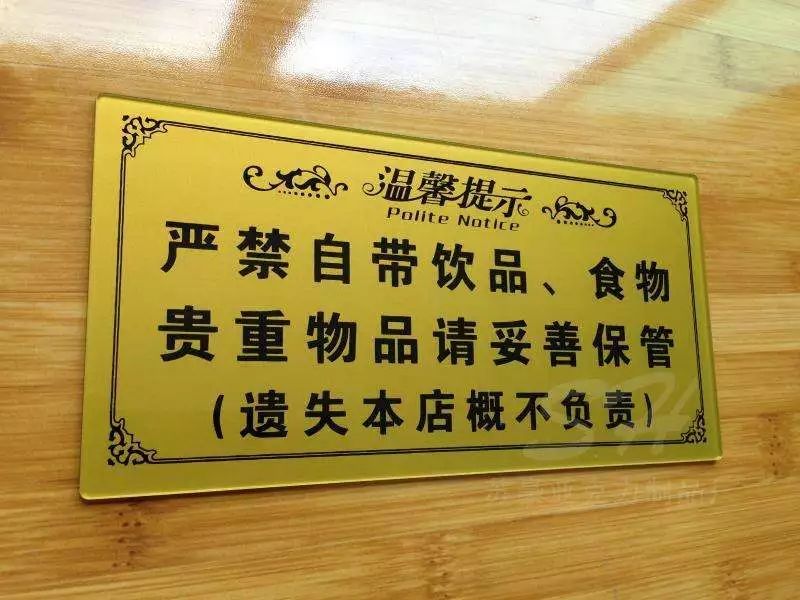 温馨提示
Polite Notice
严禁自带饮品、食物
贵重物品请妥善保管
(遗失本店概不负责)
SH